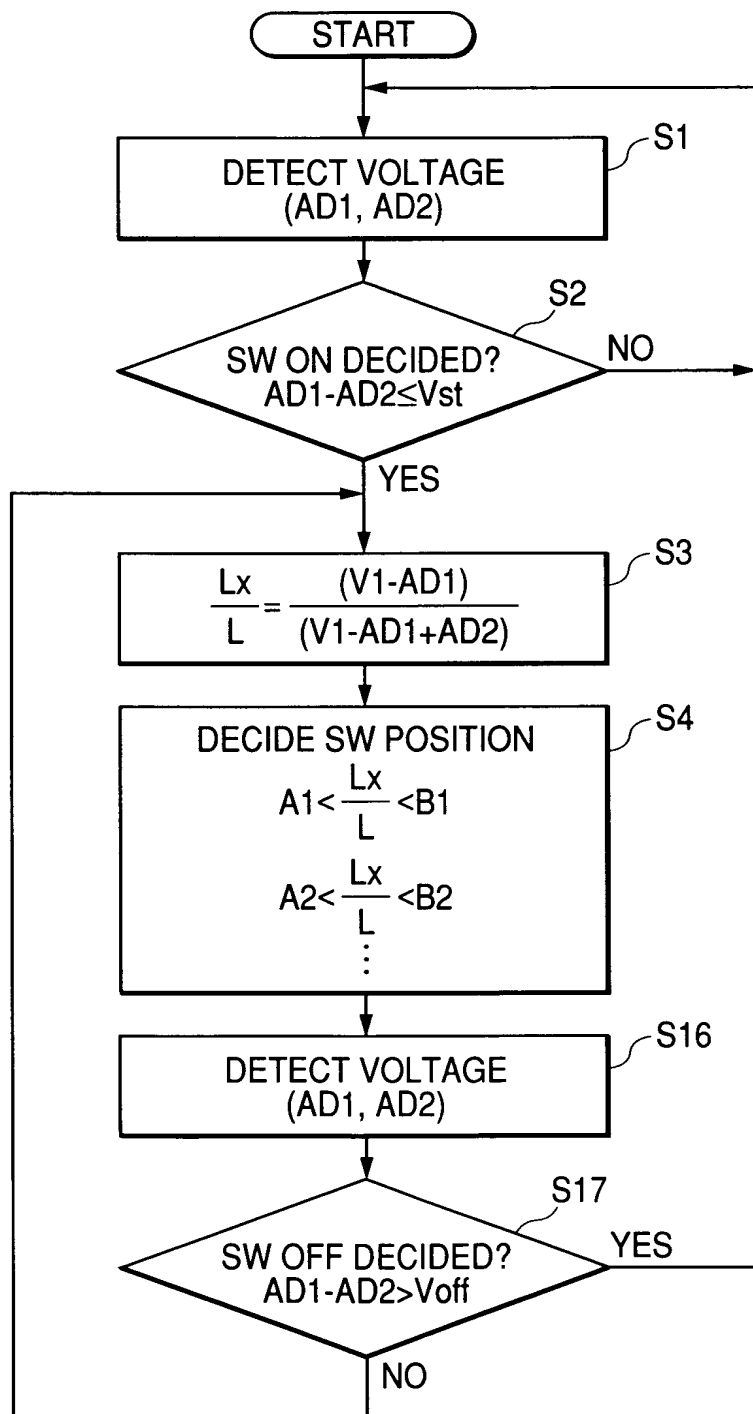 START
S1
DETECT VOLTAGE
(AD1, AD2)
S2
SW ON DECIDED?
AD1-AD2≤Vst
NO
YES
S3
Lx/L = (V1-AD1)/(V1-AD1+AD2)
S4
DECIDE SW POSITION
A1< Lx/L <B1
A2< Lx/L <B2
⋮
S16
DETECT VOLTAGE
(AD1, AD2)
S17
SW OFF DECIDED?
AD1-AD2>Voff
YES
NO